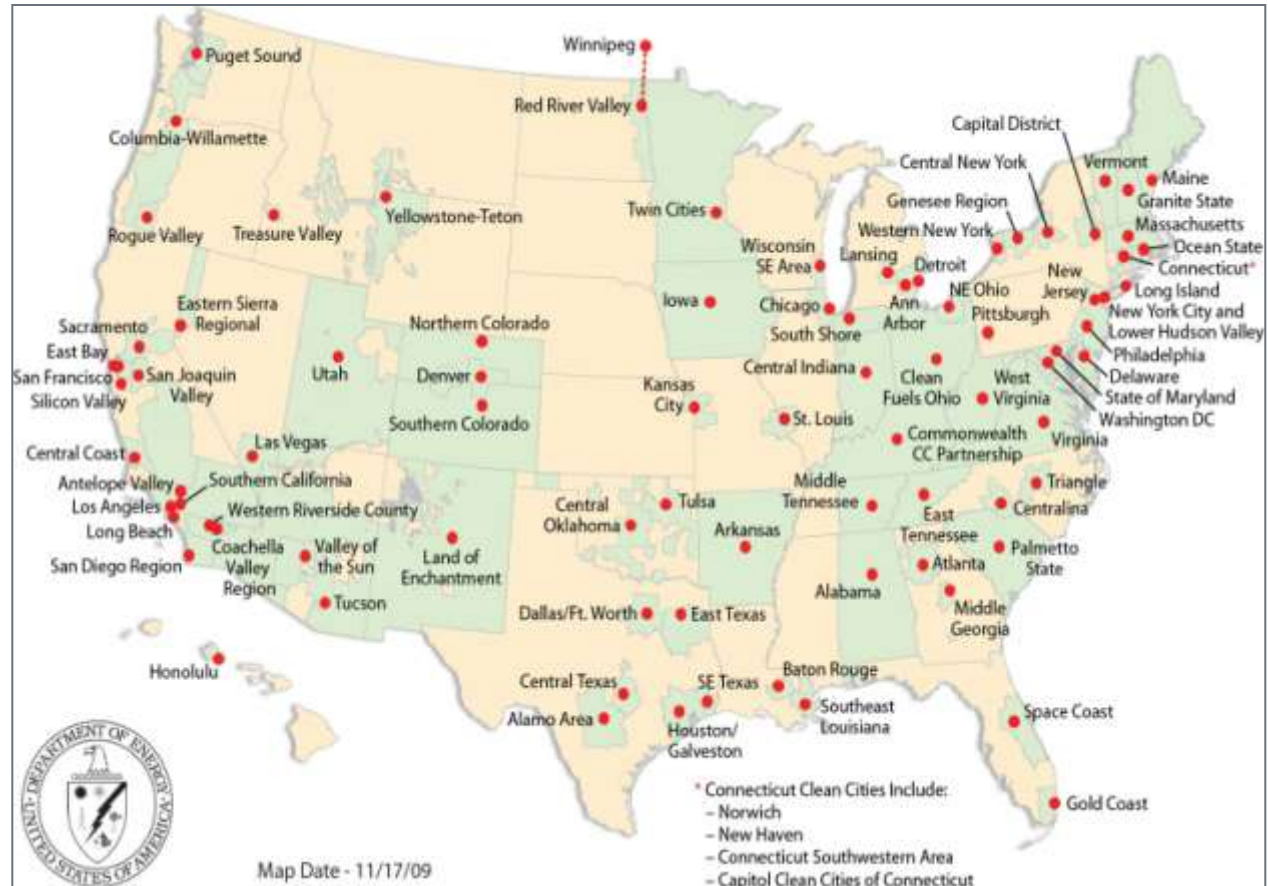 Winnipeg
Puget Sound
Red River Valley
Columbia-Willamette
Capital District
Central New York
Vermont
Maine
Genesee Region
Granite State
Yellowstone-Teton
Twin Cities
Western New York
Massachusetts
Rogue Valley
Treasure Valley
Wisconsin
SE Area
Lansing
Detroit
Ocean State
Connecticut*
New
Jersey
Long Island
Eastern Sierra
Regional
Iowa
Chicago
Ann
Arbor
NE Ohio
Pittsburgh
New York City and
Lower Hudson Valley
Sacramento
Northern Colorado
South Shore
East Bay
Philadelphia
San Francisco
San Joaquin
Valley
Utah
Denver
Central Indiana
Clean
Fuels Ohio
West
Virginia
Delaware
Silicon Valley
Kansas
City
State of Maryland
Southern Colorado
St. Louis
Washington DC
Las Vegas
Commonwealth
CC Partnership
Virginia
Central Coast
Antelope Valley
Southern California
Middle
Tennessee
Triangle
Los Angeles
Western Riverside County
Central
Oklahoma
Tulsa
Centralina
Long Beach
Arkansas
East
Tennessee
San Diego Region
Coachella
Valley
Region
Valley of
the Sun
Land of
Enchantment
Palmetto
State
Atlanta
Tucson
Alabama
Dallas/Ft. Worth
East Texas
Middle
Georgia
Honolulu
Baton Rouge
Central Texas
SE Texas
Alamo Area
Southeast
Louisiana
Space Coast
Houston/
Galveston
Gold Coast
* Connecticut Clean Cities Include:
– Norwich
– New Haven
– Connecticut Southwestern Area
– Capitol Clean Cities of Connecticut
DEPARTMENT OF ENERGY
UNITED STATES OF AMERICA
Map Date - 11/17/09